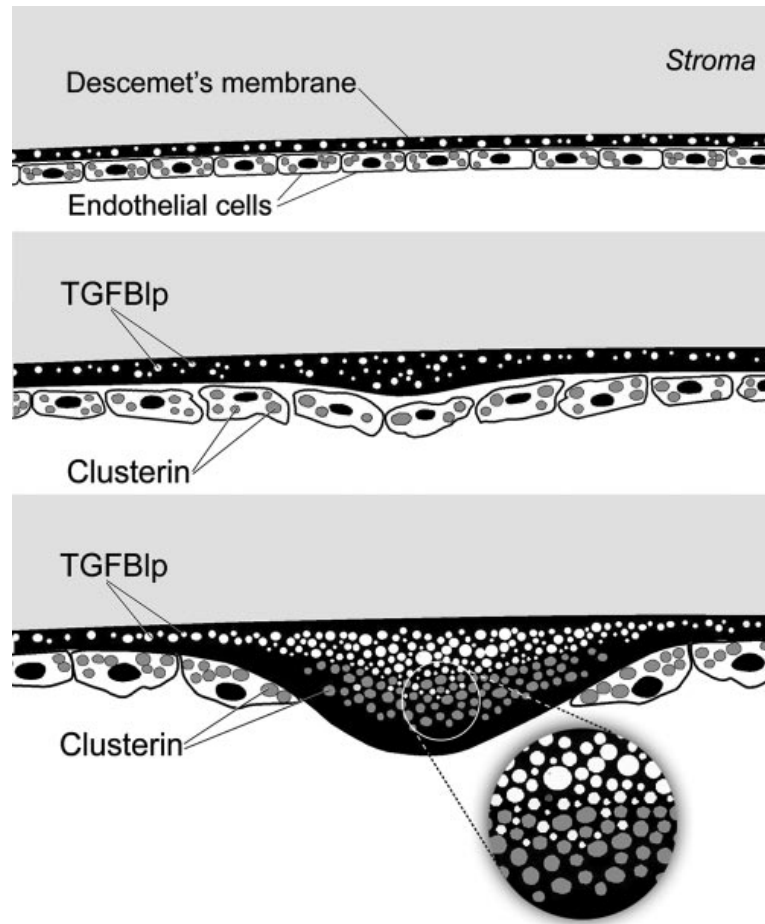 Stroma
Descemet's membrane
Endothelial cells
TGFBIp
Clusterin
TGFBIp
Clusterin